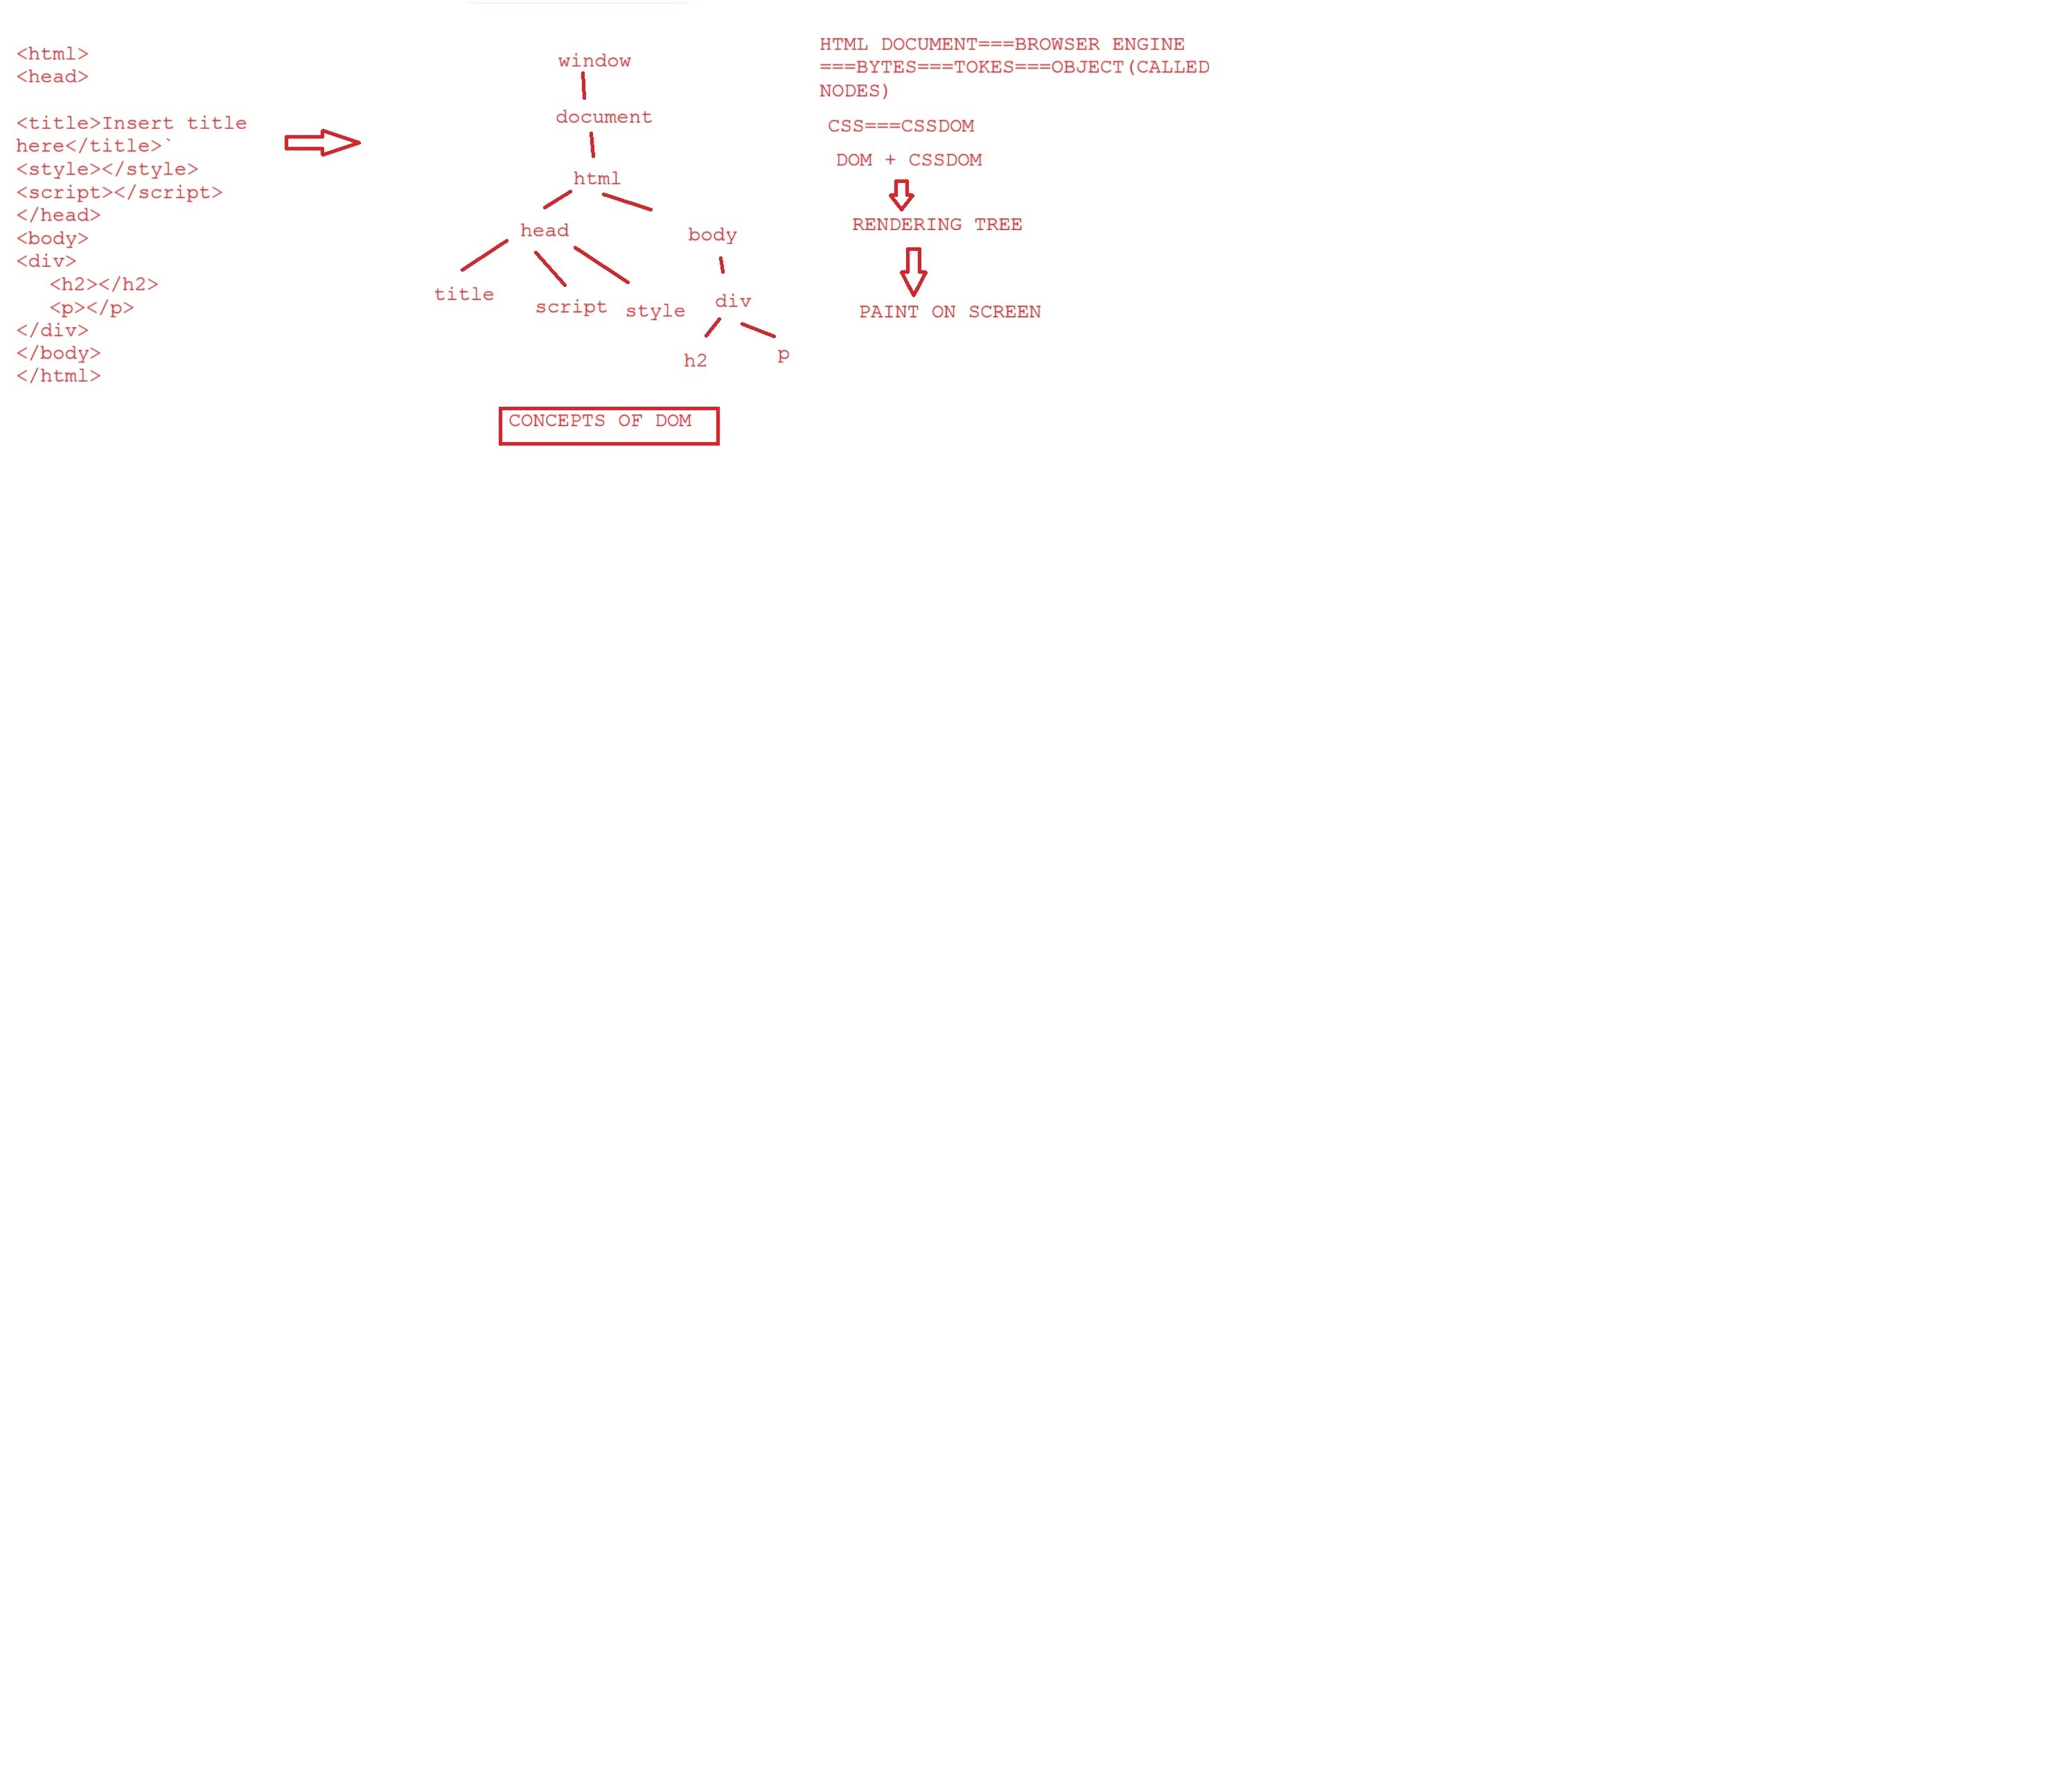 <html>
<head>
<title>Insert title
here</title>`
<style></style>
<script></script>
</head>
<body>
<div>
<h2></h2>
<p></p>
</div>
</body>
</html>
window
document
html
head
body
title
script
style
div
h2
p
CONCEPTS OF DOM
HTML DOCUMENT===BROWSER ENGINE
===BYTES===TOKES===OBJECT(CALLED
NODES)
CSS===CSSDOM
DOM + CSSDOM
RENDERING TREE
PAINT ON SCREEN